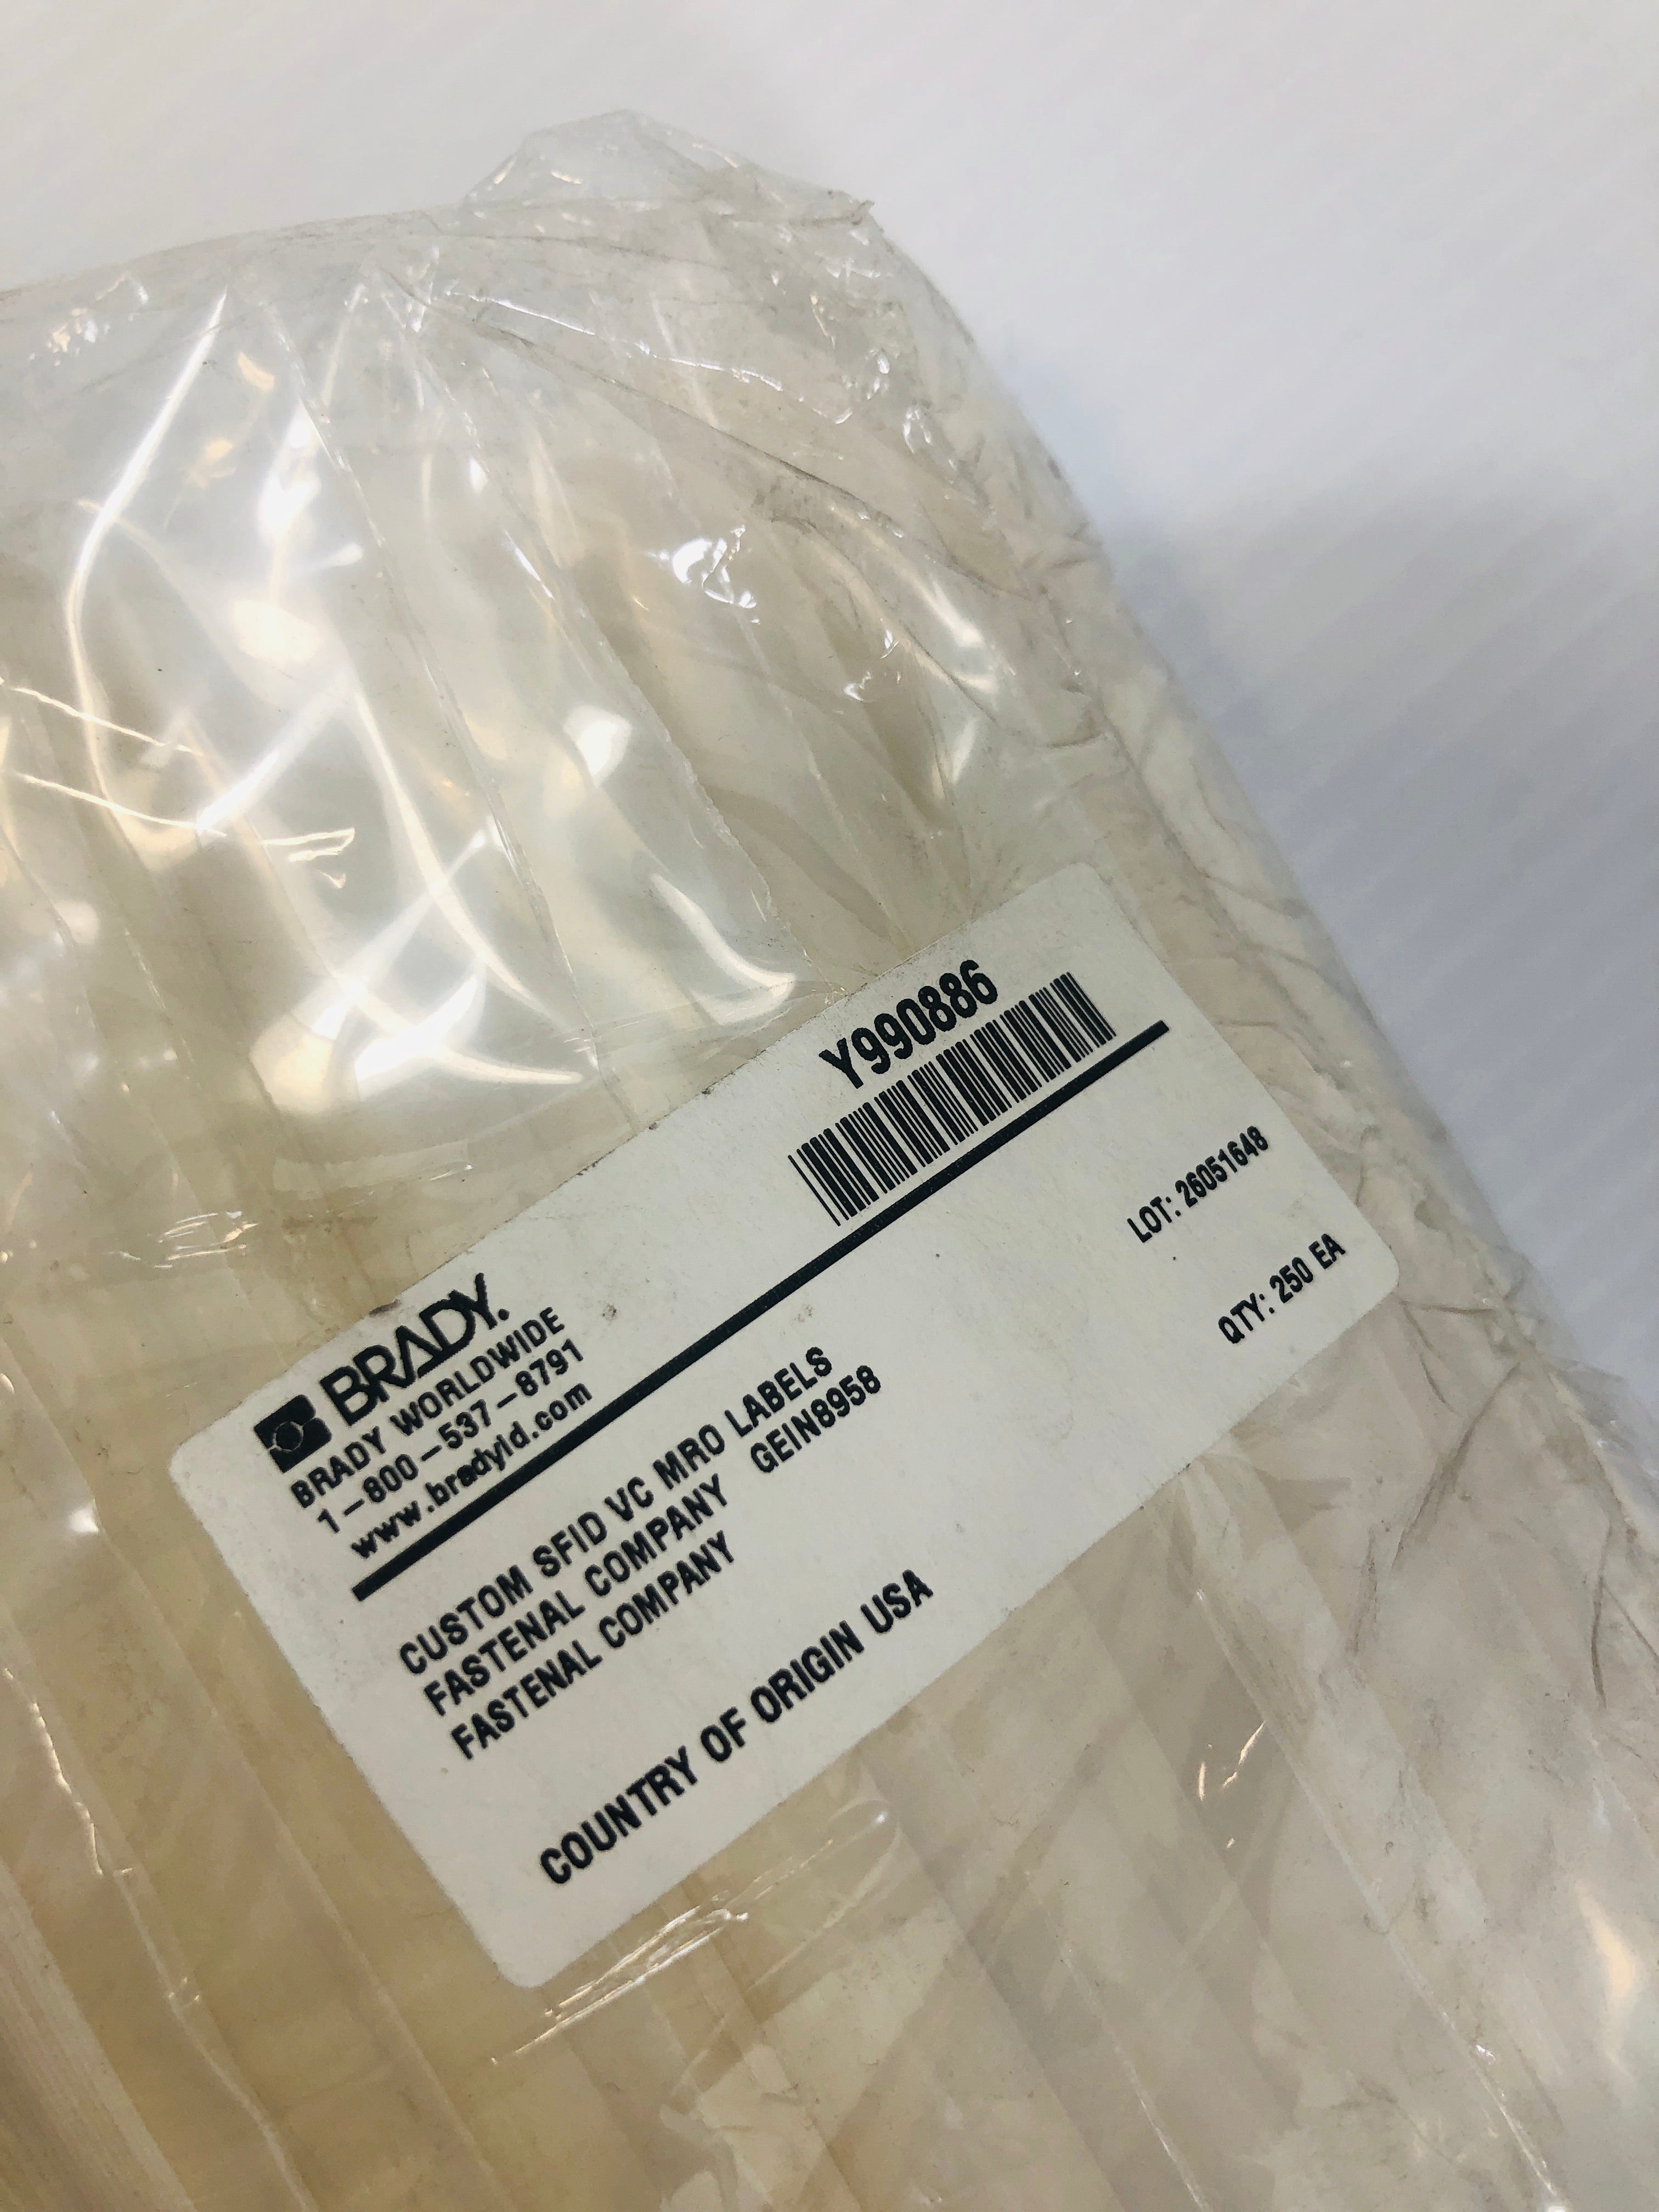 BRADY.
BRADY WORLDWIDE
1-800-537-8791
www.bradyid.com
Y990886
CUSTOM SFID VC MRO LABELS
FASTENAL COMPANY GEIN8958
FASTENAL COMPANY
LOT: 26051648
QTY: 250 EA
COUNTRY OF ORIGIN USA